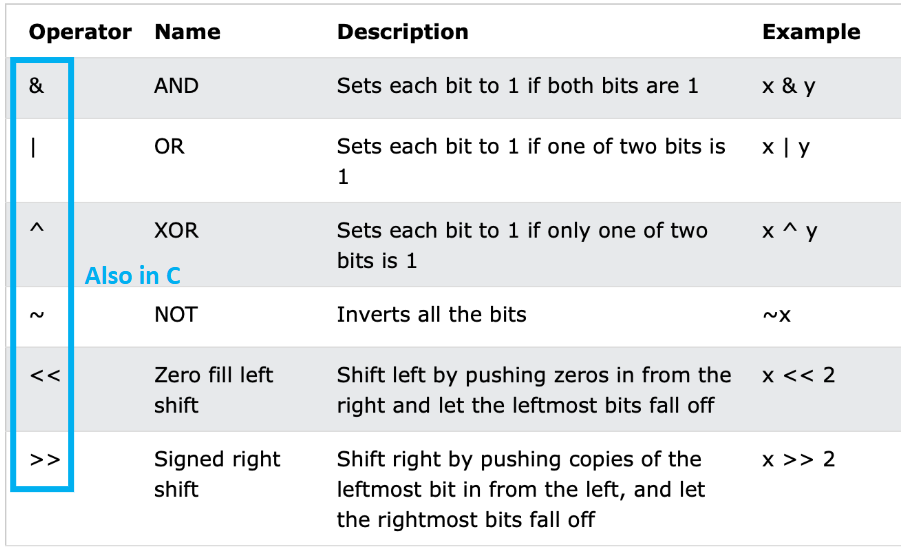 Operator Name Description Example
& AND Sets each bit to 1 if both bits are 1 x & y
| OR Sets each bit to 1 if one of two bits is x | y
1
^ XOR Sets each bit to 1 if only one of two x ^ y
bits is 1
Also in C
~ NOT Inverts all the bits ~x
<< Zero fill left Shift left by pushing zeros in from the x << 2
shift right and let the leftmost bits fall off
>> Signed right Shift right by pushing copies of the x >> 2
shift leftmost bit in from the left, and let
the rightmost bits fall off